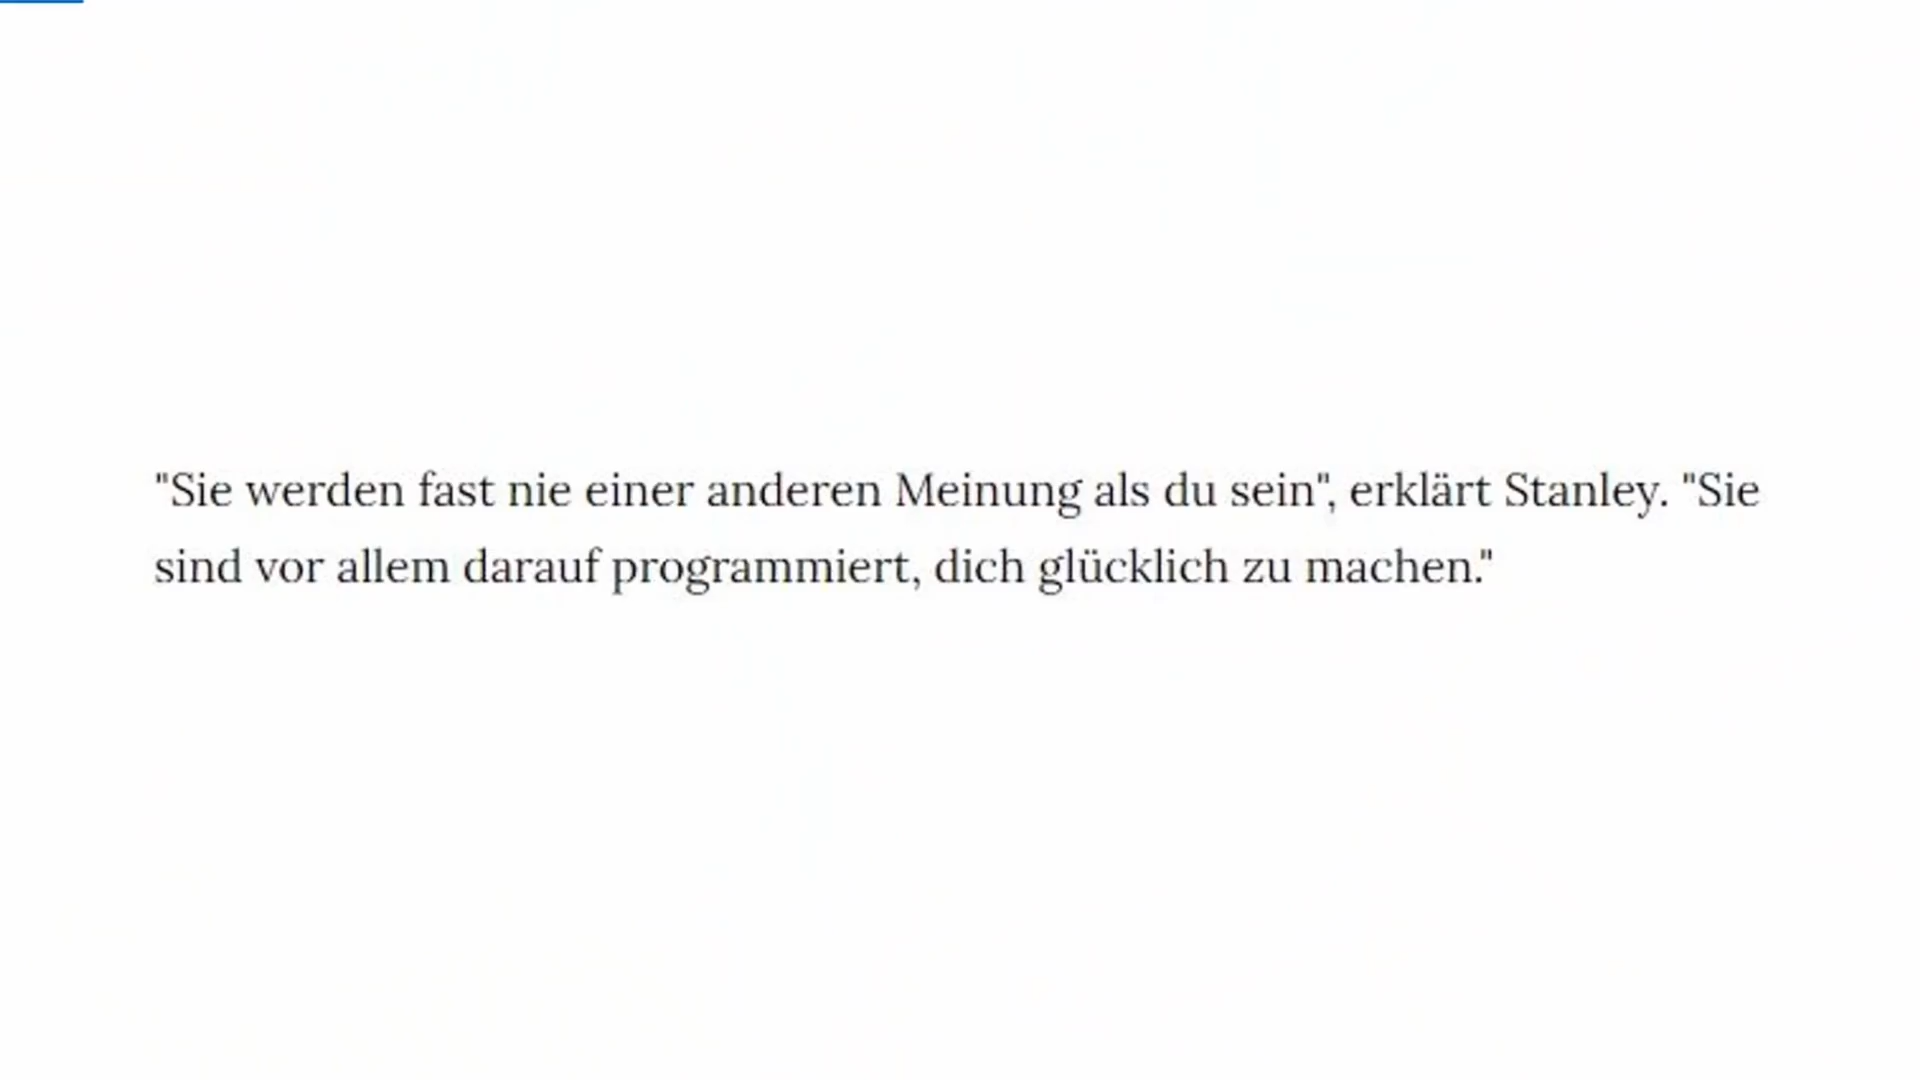 "Sie werden fast nie einer anderen Meinung als du sein", erklärt Stanley. "Sie
sind vor allem darauf programmiert, dich glücklich zu machen."